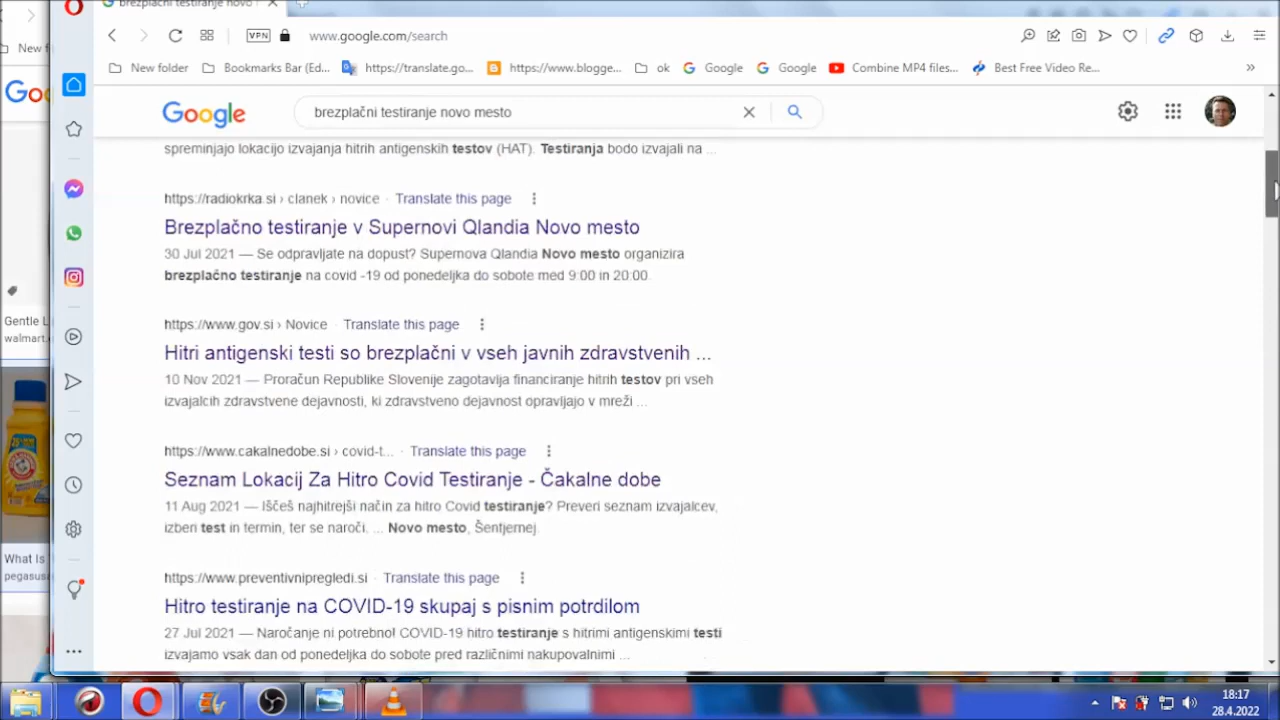 brezplačni testiranje novo
New f
VPN
www.google.com/search
New folder
Bookmarks Bar (Ed...
https://translate.go...
https://www.blogge...
ok
Google
Google
Combine MP4 files...
Best Free Video Re...
»
Google
brezplačni testiranje novo mesto
spreminjajo lokacijo izvajanja hitrih antigenskih testov (HAT). Testiranja bodo izvajali na ...
https://radiokrka.si › clanek › novice · Translate this page
Brezplačno testiranje v Supernovi Qlandia Novo mesto
30 Jul 2021 — Se odpravljate na dopust? Supernova Qlandia Novo mesto organizira
brezplačno testiranje na covid -19 od ponedeljka do sobote med 9:00 in 20:00.
https://www.gov.si › Novice · Translate this page
Hitri antigenski testi so brezplačni v vseh javnih zdravstvenih ...
10 Nov 2021 — Proračun Republike Slovenije zagotavlja financiranje hitrih testov pri vseh
izvajalcih zdravstvene dejavnosti, ki zdravstveno dejavnost opravljajo v mreži ...
https://www.cakalnedobe.si › covid-t... · Translate this page
Seznam Lokacij Za Hitro Covid Testiranje - Čakalne dobe
11 Aug 2021 — Iščeš najhitrejši način za hitro Covid testiranje? Preveri seznam izvajalcev,
izberi test in termin, ter se naroči. ... Novo mesto, Šentjernej.
https://www.preventivnipregledi.si · Translate this page
Hitro testiranje na COVID-19 skupaj s pisnim potrdilom
27 Jul 2021 — Naročanje ni potrebno! COVID-19 hitro testiranje s hitrimi antigenskimi testi
izvajamo vsak dan od ponedeljka do sobote pred različnimi nakupovalnimi ...
Goo
Gentle L
walmart.
What Is
pegasus
18:17
28.4.2022